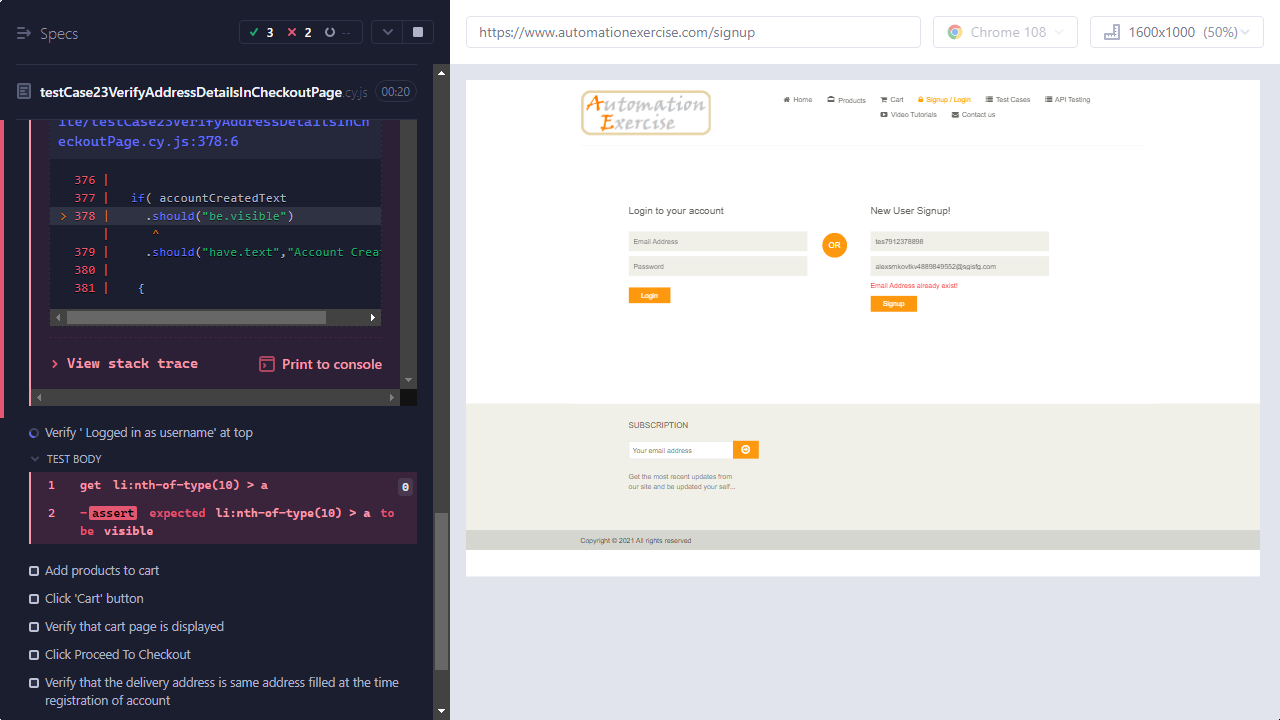 Specs
3 2 --
testCase23VerifyAddressDetailsInCheckoutPage.cy.js 00:20
ite/testCase23VerifyAddressDetailsInCh
eckoutPage.cy.js:378:6
376 |
377 | if( accountCreatedText
> 378 | .should("be.visible")
| ^
379 | .should("have.text","Account Creat
380 |
381 | {
> View stack trace
Print to console
Verify ' Logged in as username' at top
TEST BODY
1 get li:nth-of-type(10) > a 0
2 -assert expected li:nth-of-type(10) > a to
be visible
Add products to cart
Click 'Cart' button
Verify that cart page is displayed
Click Proceed To Checkout
Verify that the delivery address is same address filled at the time
registration of account
https://www.automationexercise.com/signup
Chrome 108
1600x1000 (50%)
Automation
Exercise
Home Products Cart Signup / Login Test Cases API Testing
Video Tutorials Contact us
Login to your account
Email Address
Password
Login
OR
New User Signup!
tes7912378898
alexsmkovtkv4889849552@sgisfg.com
Email Address already exist!
Signup
SUBSCRIPTION
Your email address
Get the most recent updates from
our site and be updated your self...
Copyright © 2021 All rights reserved